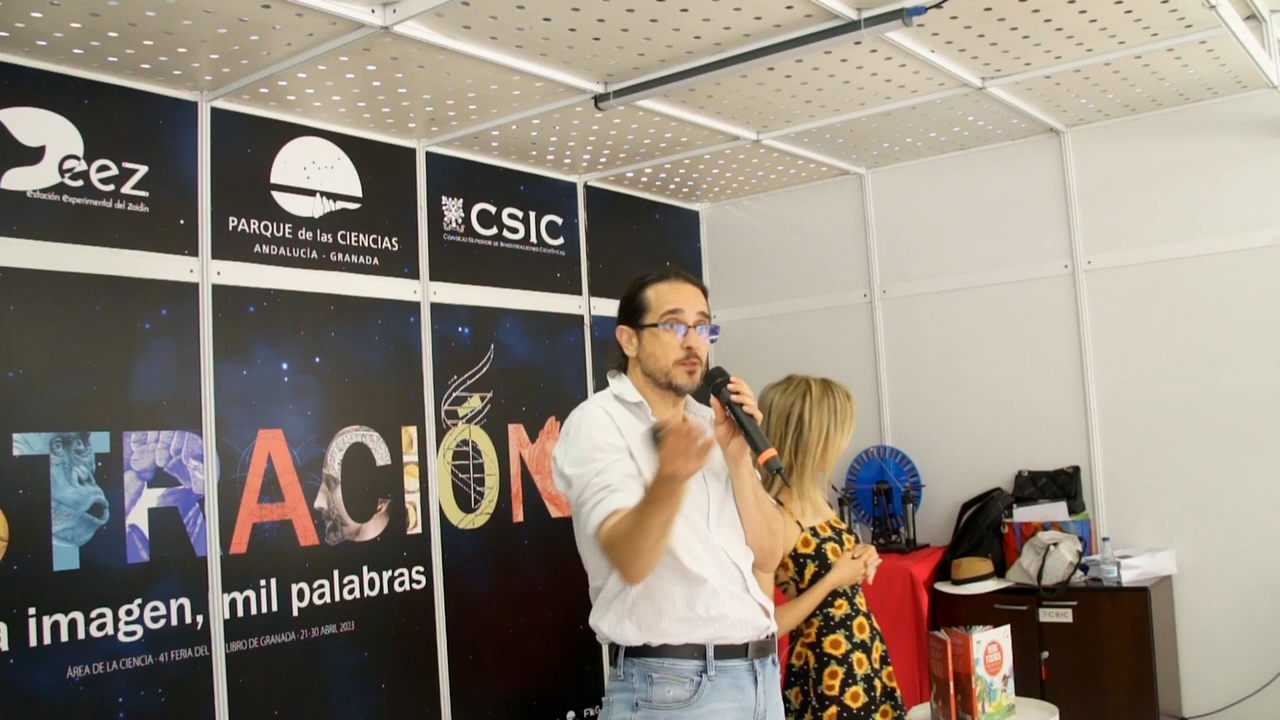 eez
Estación Experimental del Zaidín
PARQUE de las CIENCIAS
ANDALUCÍA - GRANADA
CSIC
CONSEJO SUPERIOR DE INVESTIGACIONES CIENTÍFICAS
STRACIÓN
a imagen, mil palabras
ÁREA DE LA CIENCIA · 41 FERIA DEL LIBRO DE GRANADA · 21-30 ABRIL 2023
CSIC